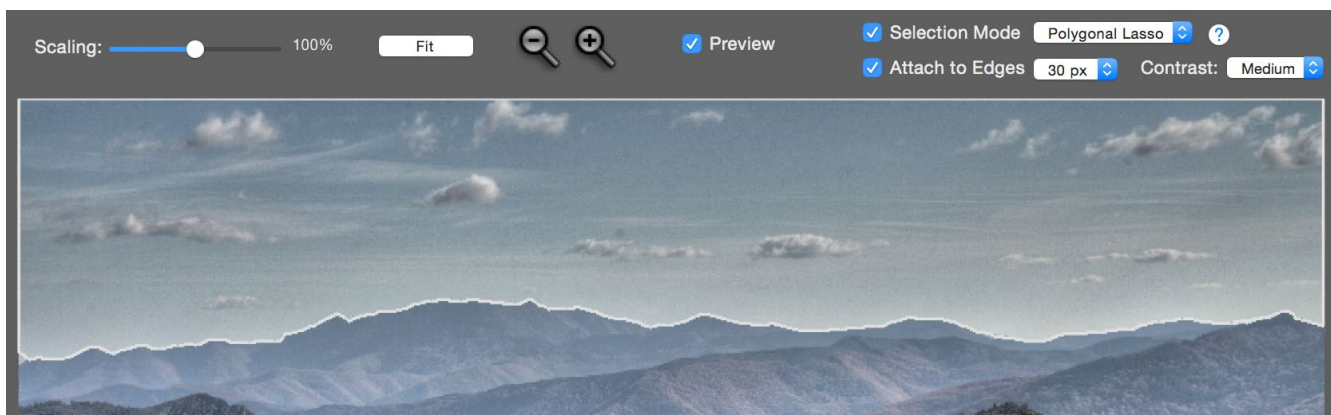 Scaling: 100% Fit Preview
Selection Mode Polygonal Lasso ?
Attach to Edges 30 px Contrast: Medium